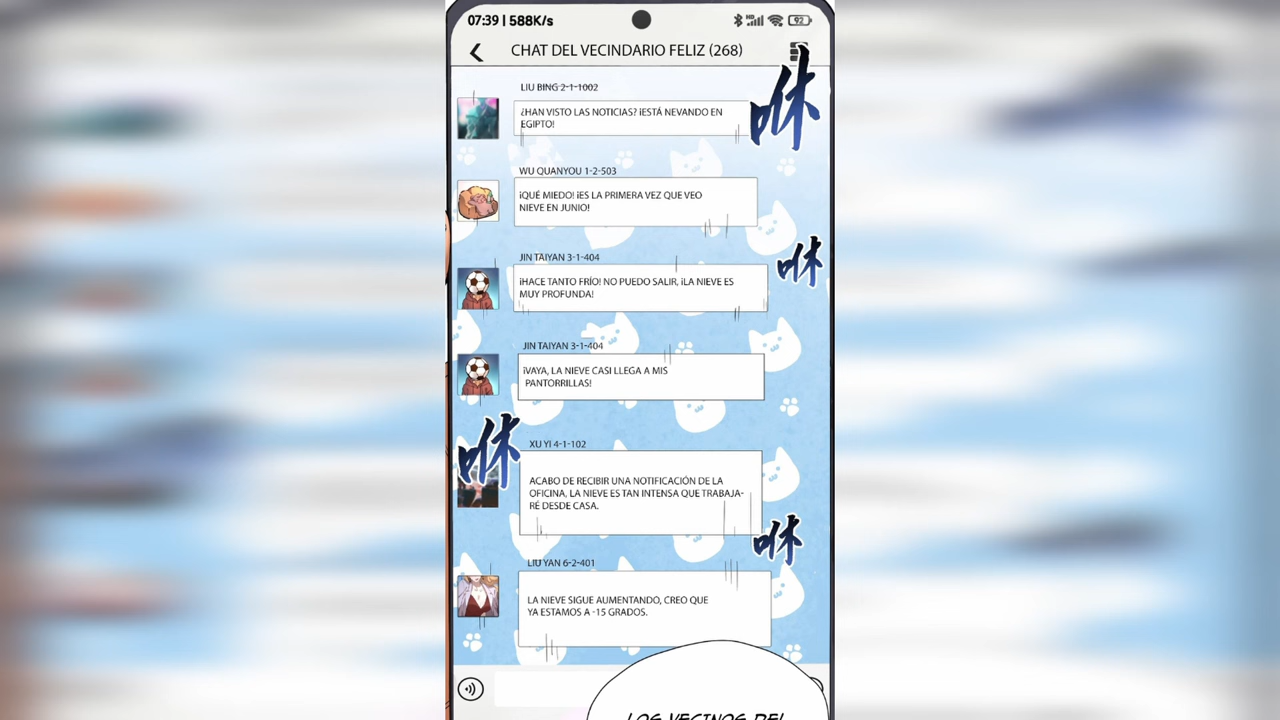 07:39 | 588K/s
HD
92
CHAT DEL VECINDARIO FELIZ (268)
LIU BING 2-1-1002
¿HAN VISTO LAS NOTICIAS? ¡ESTÁ NEVANDO EN
EGIPTO!
咻
WU QUANYOU 1-2-503
¡QUÉ MIEDO! ¡ES LA PRIMERA VEZ QUE VEO
NIEVE EN JUNIO!
JIN TAIYAN 3-1-404
¡HACE TANTO FRÍO! NO PUEDO SALIR, ¡LA NIEVE ES
MUY PROFUNDA!
咻
JIN TAIYAN 3-1-404
¡VAYA, LA NIEVE CASI LLEGA A MIS
PANTORRILLAS!
咻
XU YI 4-1-102
ACABO DE RECIBIR UNA NOTIFICACIÓN DE LA
OFICINA, LA NIEVE ES TAN INTENSA QUE TRABAJA-
RÉ DESDE CASA.
咻
LIU YAN 6-2-401
LA NIEVE SIGUE AUMENTANDO, CREO QUE
YA ESTAMOS A -15 GRADOS.
LOS VECINOS DEL